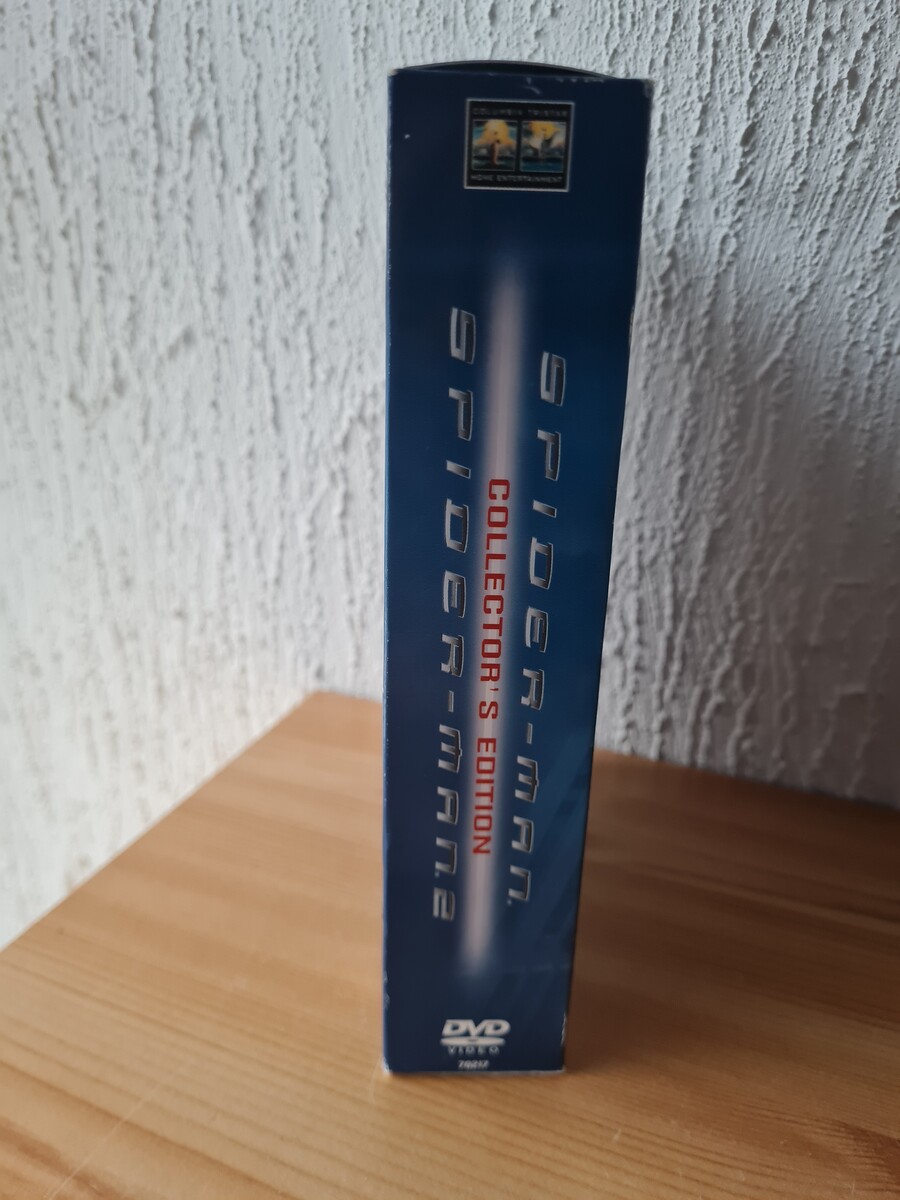 COLUMBIA TRISTAR
HOME ENTERTAINMENT
SPIDER-MAN
COLLECTOR'S EDITION
SPIDER-MAN 2
DVD
VIDEO